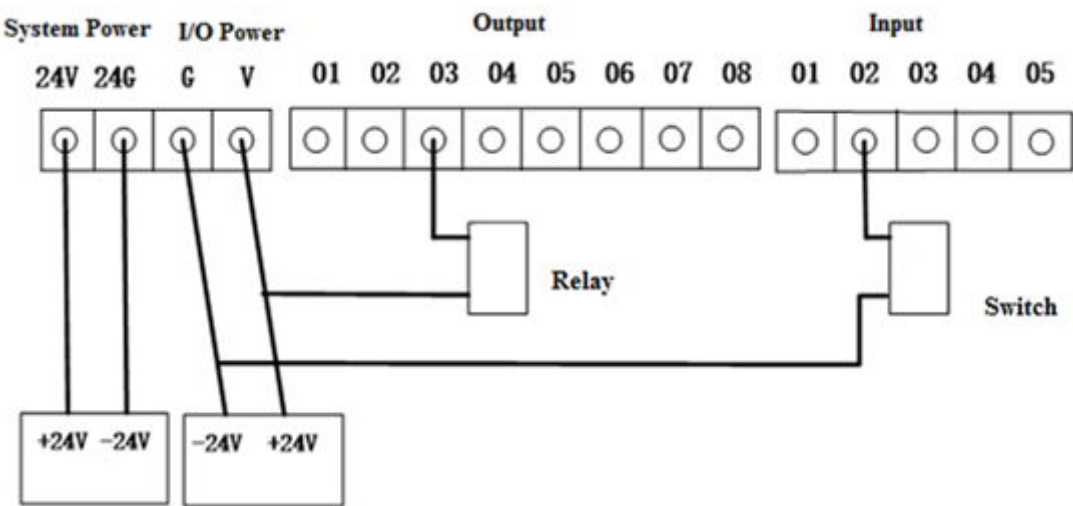 System Power I/O Power Output Input
24V 24G G V 01 02 03 04 05 06 07 08 01 02 03 04 05
Relay
Switch
+24V -24V -24V +24V